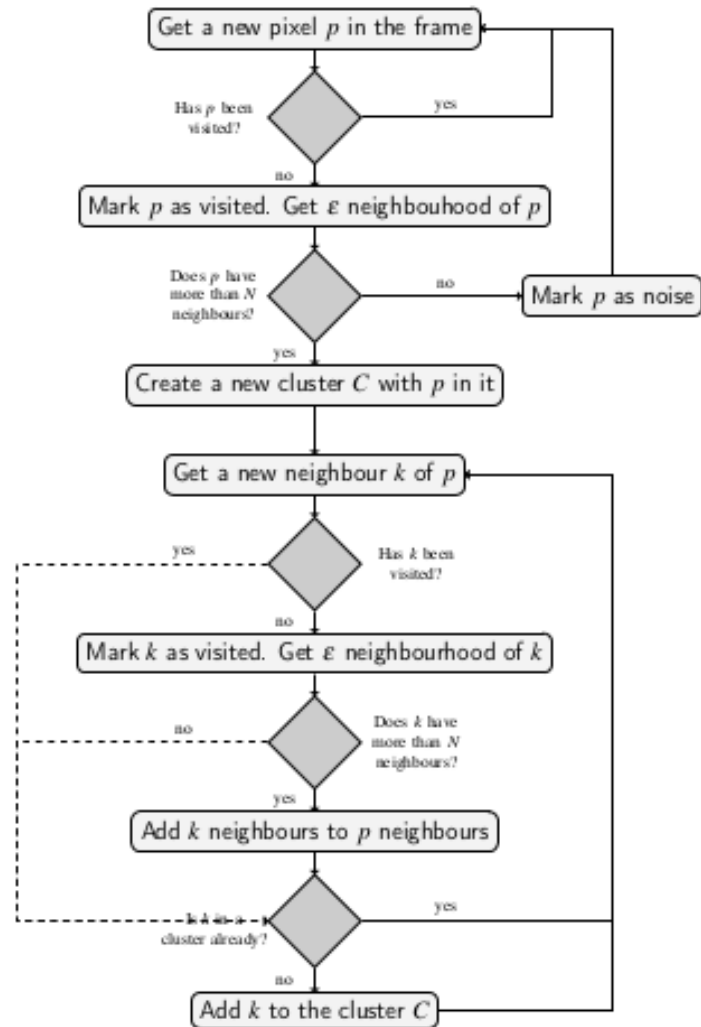 Get a new pixel p in the frame
Has p been
visited?
yes
no
Mark p as visited. Get ε neighbouhood of p
Does p have
more than N
neighbours?
no
Mark p as noise
yes
Create a new cluster C with p in it
Get a new neighbour k of p
yes
Has k been
visited?
no
Mark k as visited. Get ε neighbourhood of k
no
Does k have
more than N
neighbours?
yes
Add k neighbours to p neighbours
Is k in a
cluster already?
yes
no
Add k to the cluster C